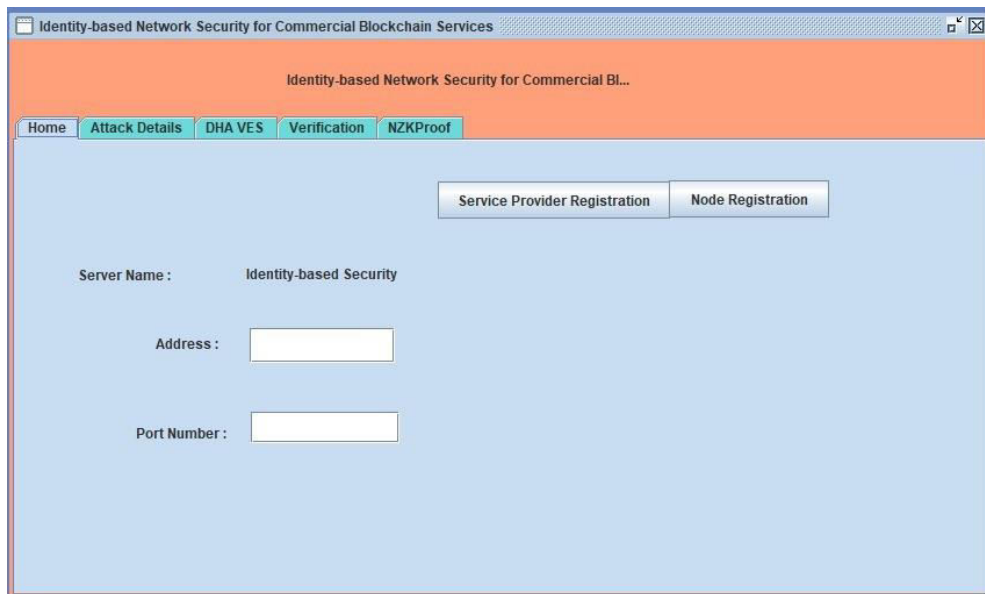 Identity-based Network Security for Commercial Blockchain Services
Identity-based Network Security for Commercial Bl...
Home Attack Details DHA VES Verification NZKProof
Service Provider Registration Node Registration
Server Name : Identity-based Security
Address :
Port Number :